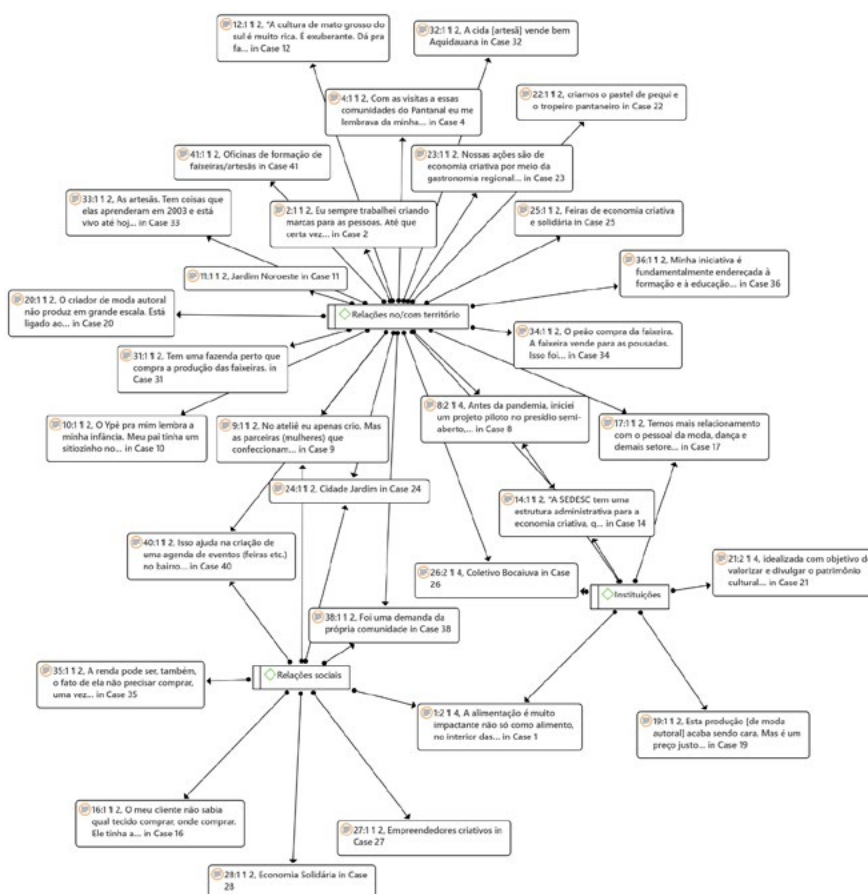 12:1 ¶ 2, "A cultura de mato grosso do
sul é muito rica. É exuberante. Dá pra
fa... in Case 12
32:1 ¶ 2, A cida [artesã] vende bem
Aquidauana in Case 32
4:1 ¶ 2, Com as visitas a essas
comunidades do Pantanal eu me
lembrava da minha... in Case 4
22:1 ¶ 2, criamos o pastel de pequi e
o tropeiro pantaneiro in Case 22
41:1 ¶ 2, Oficinas de formação de
faixeiras/artesãs in Case 41
23:1 ¶ 2, Nossas ações são de
economia criativa por meio da
gastronomia regional... in Case 23
33:1 ¶ 2, As artesãs. Tem coisas que
elas aprenderam em 2003 e está
vivo até hoj... in Case 33
2:1 ¶ 2, Eu sempre trabalhei criando
marcas para as pessoas. Até que
certa vez... in Case 2
25:1 ¶ 2, Feiras de economia criativa
e solidária in Case 25
11:1 ¶ 2, Jardim Noroeste in Case 11
36:1 ¶ 2, Minha iniciativa é
fundamentalmente endereçada à
formação e à educação... in Case 36
20:1 ¶ 2, O criador de moda autoral
não produz em grande escala. Está
ligado ao... in Case 20
Relações no/com território
34:1 ¶ 2, O peão compra da faixeira.
A faixeira vende para as pousadas.
Isso foi... in Case 34
31:1 ¶ 2, Tem uma fazenda perto que
compra a produção das faixeiras. in
Case 31
10:1 ¶ 2, O Ypê pra mim lembra a
minha infância. Meu pai tinha um
sitiozinho no... in Case 10
9:1 ¶ 2, No ateliê eu apenas crio. Mas
as parceiras (mulheres) que
confeccionam... in Case 9
8:2 ¶ 4, Antes da pandemia, iniciei
um projeto piloto no presídio semi-
aberto,... in Case 8
17:1 ¶ 2, Temos mais relacionamento
com o pessoal da moda, dança e
demais setore... in Case 17
24:1 ¶ 2, Cidade Jardim in Case 24
14:1 ¶ 2, "A SEDESC tem uma
estrutura administrativa para a
economia criativa, q... in Case 14
40:1 ¶ 2, Isso ajuda na criação de
uma agenda de eventos (feiras etc.)
no bairro... in Case 40
26:2 ¶ 4, Coletivo Bocaiuva in Case
26
21:2 ¶ 4, idealizada com objetivo de
valorizar e divulgar o patrimônio
cultural... in Case 21
Instituições
38:1 ¶ 2, Foi uma demanda da
própria comunidade in Case 38
35:1 ¶ 2, A renda pode ser, também,
o fato de ela não precisar comprar,
uma vez... in Case 35
Relações sociais
1:2 ¶ 4, A alimentação é muito
impactante não só como alimento,
no interior das... in Case 1
19:1 ¶ 2, Esta produção [de moda
autoral] acaba sendo cara. Mas é um
preço justo... in Case 19
16:1 ¶ 2, O meu cliente não sabia
qual tecido comprar, onde comprar.
Ele tinha a... in Case 16
27:1 ¶ 2, Empreendedores criativos in
Case 27
28:1 ¶ 2, Economia Solidária in Case
28